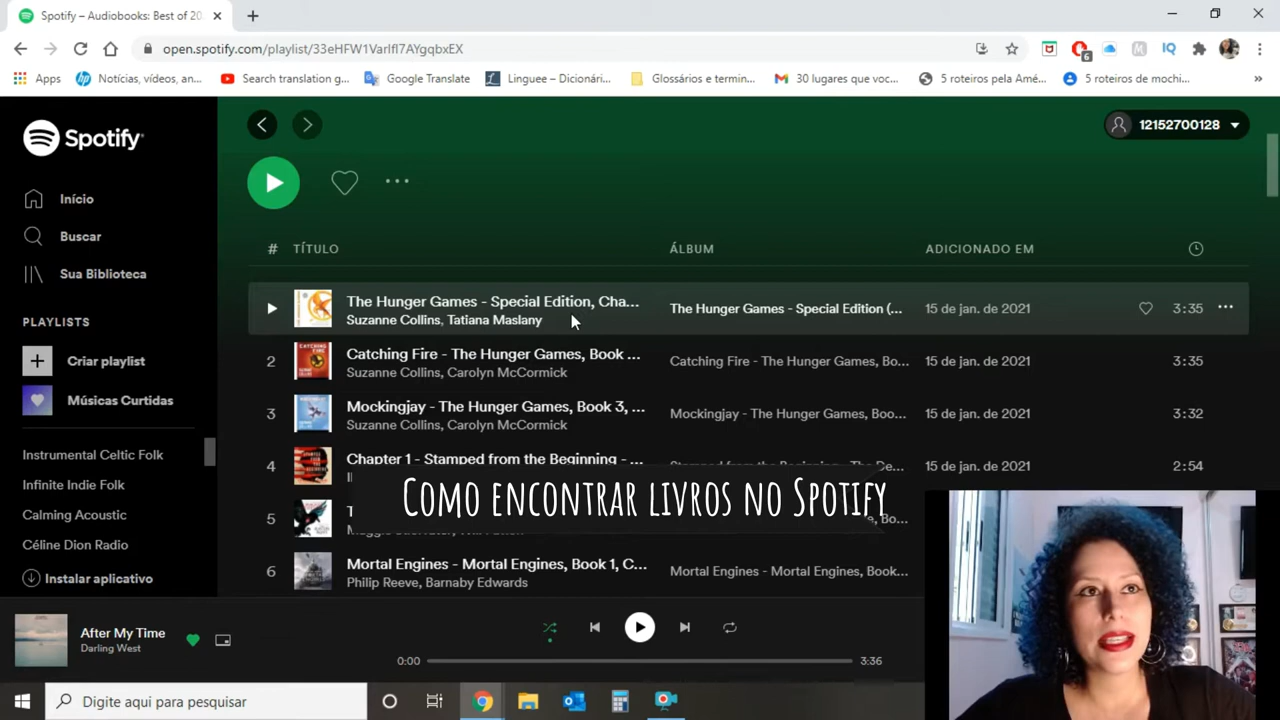 Spotify – Audiobooks: Best of 20
open.spotify.com/playlist/33eHFW1VarIfl7AYgqbxEX
6
M
IQ
Apps
Notícias, vídeos, an...
Search translation g...
Google Translate
Linguee – Dicionári...
Glossários e termin...
30 lugares que voc...
5 roteiros pela Amé...
5 roteiros de mochi...
»
Spotify
12152700128
Início
Buscar
Sua Biblioteca
PLAYLISTS
Criar playlist
Músicas Curtidas
Instrumental Celtic Folk
Infinite Indie Folk
Calming Acoustic
Céline Dion Radio
Instalar aplicativo
# TÍTULO ÁLBUM ADICIONADO EM
The Hunger Games - Special Edition, Cha... The Hunger Games - Special Edition (... 15 de jan. de 2021 3:35
Suzanne Collins, Tatiana Maslany
2 Catching Fire - The Hunger Games, Book ... Catching Fire - The Hunger Games, Bo... 15 de jan. de 2021 3:35
Suzanne Collins, Carolyn McCormick
3 Mockingjay - The Hunger Games, Book 3, ... Mockingjay - The Hunger Games, Boo... 15 de jan. de 2021 3:32
Suzanne Collins, Carolyn McCormick
4 Chapter 1 - Stamped from the Beginning - ... Stamped from the Beginning - The De... 15 de jan. de 2021 2:54
Como encontrar livros no Spotify
5
6 Mortal Engines - Mortal Engines, Book 1, C... Mortal Engines - Mortal Engines, Book...
Philip Reeve, Barnaby Edwards
After My Time
Darling West
0:00 3:36
Digite aqui para pesquisar